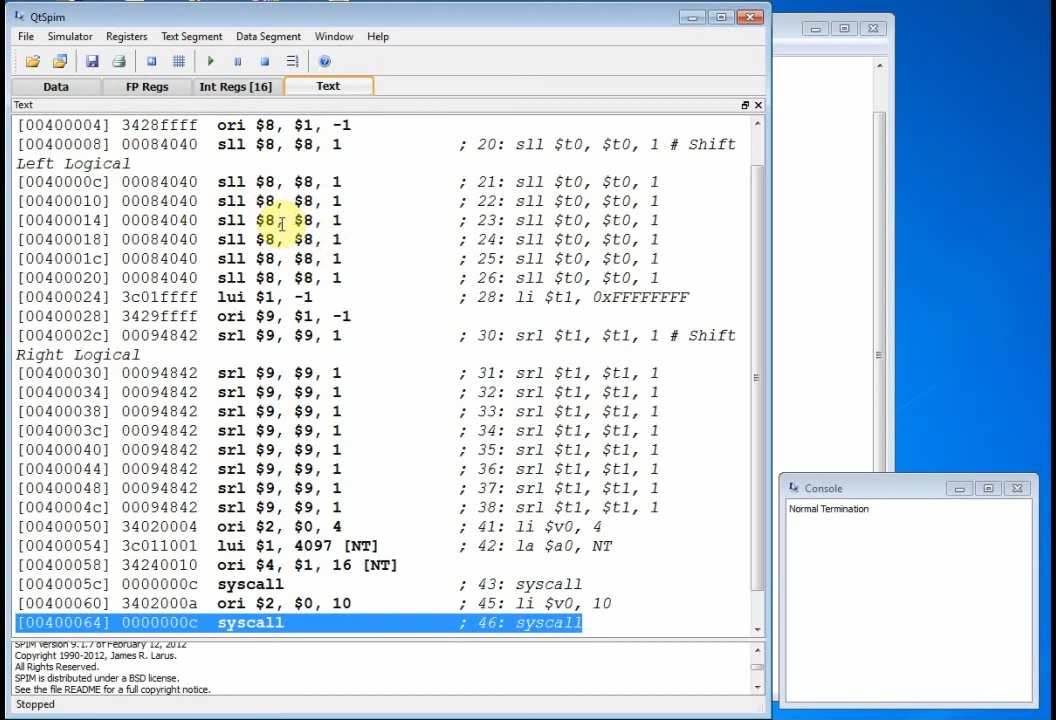 QtSpim
File Simulator Registers Text Segment Data Segment Window Help
Data FP Regs Int Regs [16] Text
Text
[00400004] 3428ffff ori $8, $1, -1
[00400008] 00084040 sll $8, $8, 1 ; 20: sll $t0, $t0, 1 # Shift
Left Logical
[0040000c] 00084040 sll $8, $8, 1 ; 21: sll $t0, $t0, 1
[00400010] 00084040 sll $8, $8, 1 ; 22: sll $t0, $t0, 1
[00400014] 00084040 sll $8, $8, 1 ; 23: sll $t0, $t0, 1
[00400018] 00084040 sll $8, $8, 1 ; 24: sll $t0, $t0, 1
[0040001c] 00084040 sll $8, $8, 1 ; 25: sll $t0, $t0, 1
[00400020] 00084040 sll $8, $8, 1 ; 26: sll $t0, $t0, 1
[00400024] 3c01ffff lui $1, -1 ; 28: li $t1, 0xFFFFFFFF
[00400028] 3429ffff ori $9, $1, -1
[0040002c] 00094842 srl $9, $9, 1 ; 30: srl $t1, $t1, 1 # Shift
Right Logical
[00400030] 00094842 srl $9, $9, 1 ; 31: srl $t1, $t1, 1
[00400034] 00094842 srl $9, $9, 1 ; 32: srl $t1, $t1, 1
[00400038] 00094842 srl $9, $9, 1 ; 33: srl $t1, $t1, 1
[0040003c] 00094842 srl $9, $9, 1 ; 34: srl $t1, $t1, 1
[00400040] 00094842 srl $9, $9, 1 ; 35: srl $t1, $t1, 1
[00400044] 00094842 srl $9, $9, 1 ; 36: srl $t1, $t1, 1
[00400048] 00094842 srl $9, $9, 1 ; 37: srl $t1, $t1, 1
[0040004c] 00094842 srl $9, $9, 1 ; 38: srl $t1, $t1, 1
[00400050] 34020004 ori $2, $0, 4 ; 41: li $v0, 4
[00400054] 3c011001 lui $1, 4097 [NT] ; 42: la $a0, NT
[00400058] 34240010 ori $4, $1, 16 [NT]
[0040005c] 0000000c syscall ; 43: syscall
[00400060] 3402000a ori $2, $0, 10 ; 45: li $v0, 10
[00400064] 0000000c syscall ; 46: syscall
SPIM Version 9.1.7 of February 12, 2012
Copyright 1990-2012, James R. Larus.
All Rights Reserved.
SPIM is distributed under a BSD license.
See the file README for a full copyright notice.
Stopped
Console
Normal Termination